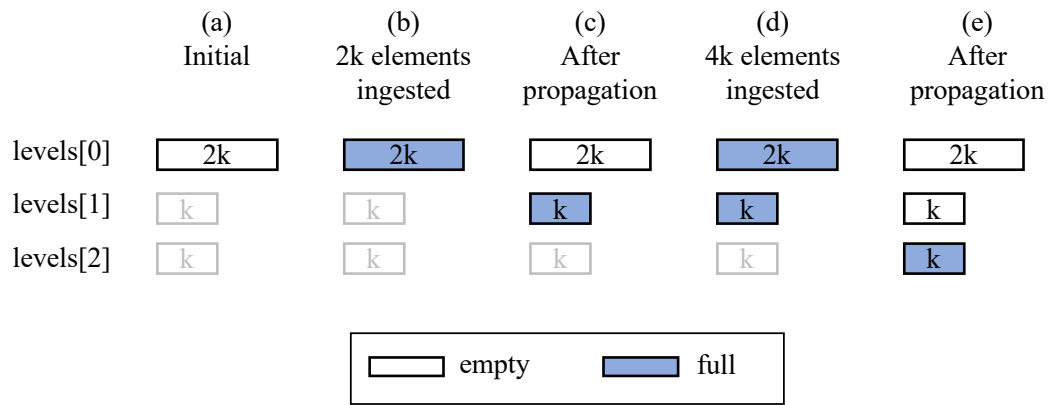 (a) (b) (c) (d) (e)
Initial 2k elements After 4k elements After
ingested propagation ingested propagation
levels[0] 2k 2k 2k 2k 2k
levels[1] k k k k k
levels[2] k k k k k
empty full